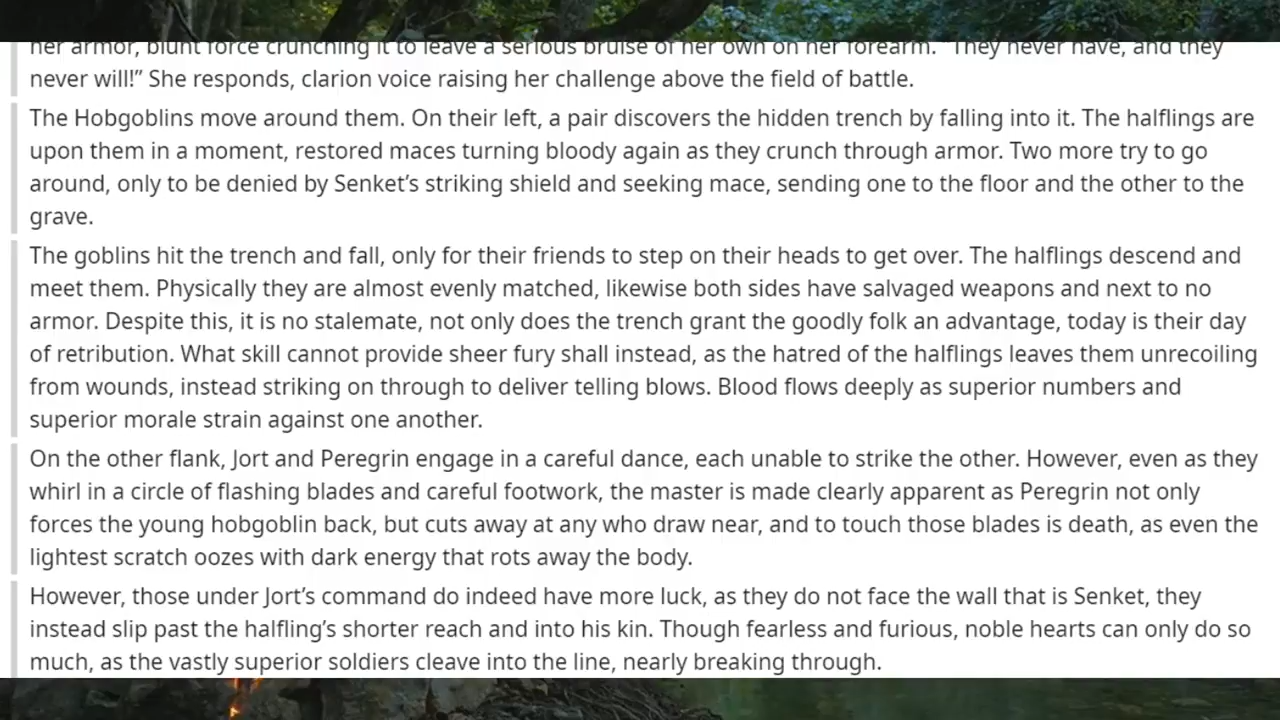 her armor, blunt force crunching it to leave a serious bruise of her own on her forearm. “They never have, and they
never will!” She responds, clarion voice raising her challenge above the field of battle.
The Hobgoblins move around them. On their left, a pair discovers the hidden trench by falling into it. The halflings are
upon them in a moment, restored maces turning bloody again as they crunch through armor. Two more try to go
around, only to be denied by Senket’s striking shield and seeking mace, sending one to the floor and the other to the
grave.
The goblins hit the trench and fall, only for their friends to step on their heads to get over. The halflings descend and
meet them. Physically they are almost evenly matched, likewise both sides have salvaged weapons and next to no
armor. Despite this, it is no stalemate, not only does the trench grant the goodly folk an advantage, today is their day
of retribution. What skill cannot provide sheer fury shall instead, as the hatred of the halflings leaves them unrecoiling
from wounds, instead striking on through to deliver telling blows. Blood flows deeply as superior numbers and
superior morale strain against one another.
On the other flank, Jort and Peregrin engage in a careful dance, each unable to strike the other. However, even as they
whirl in a circle of flashing blades and careful footwork, the master is made clearly apparent as Peregrin not only
forces the young hobgoblin back, but cuts away at any who draw near, and to touch those blades is death, as even the
lightest scratch oozes with dark energy that rots away the body.
However, those under Jort’s command do indeed have more luck, as they do not face the wall that is Senket, they
instead slip past the halfling’s shorter reach and into his kin. Though fearless and furious, noble hearts can only do so
much, as the vastly superior soldiers cleave into the line, nearly breaking through.